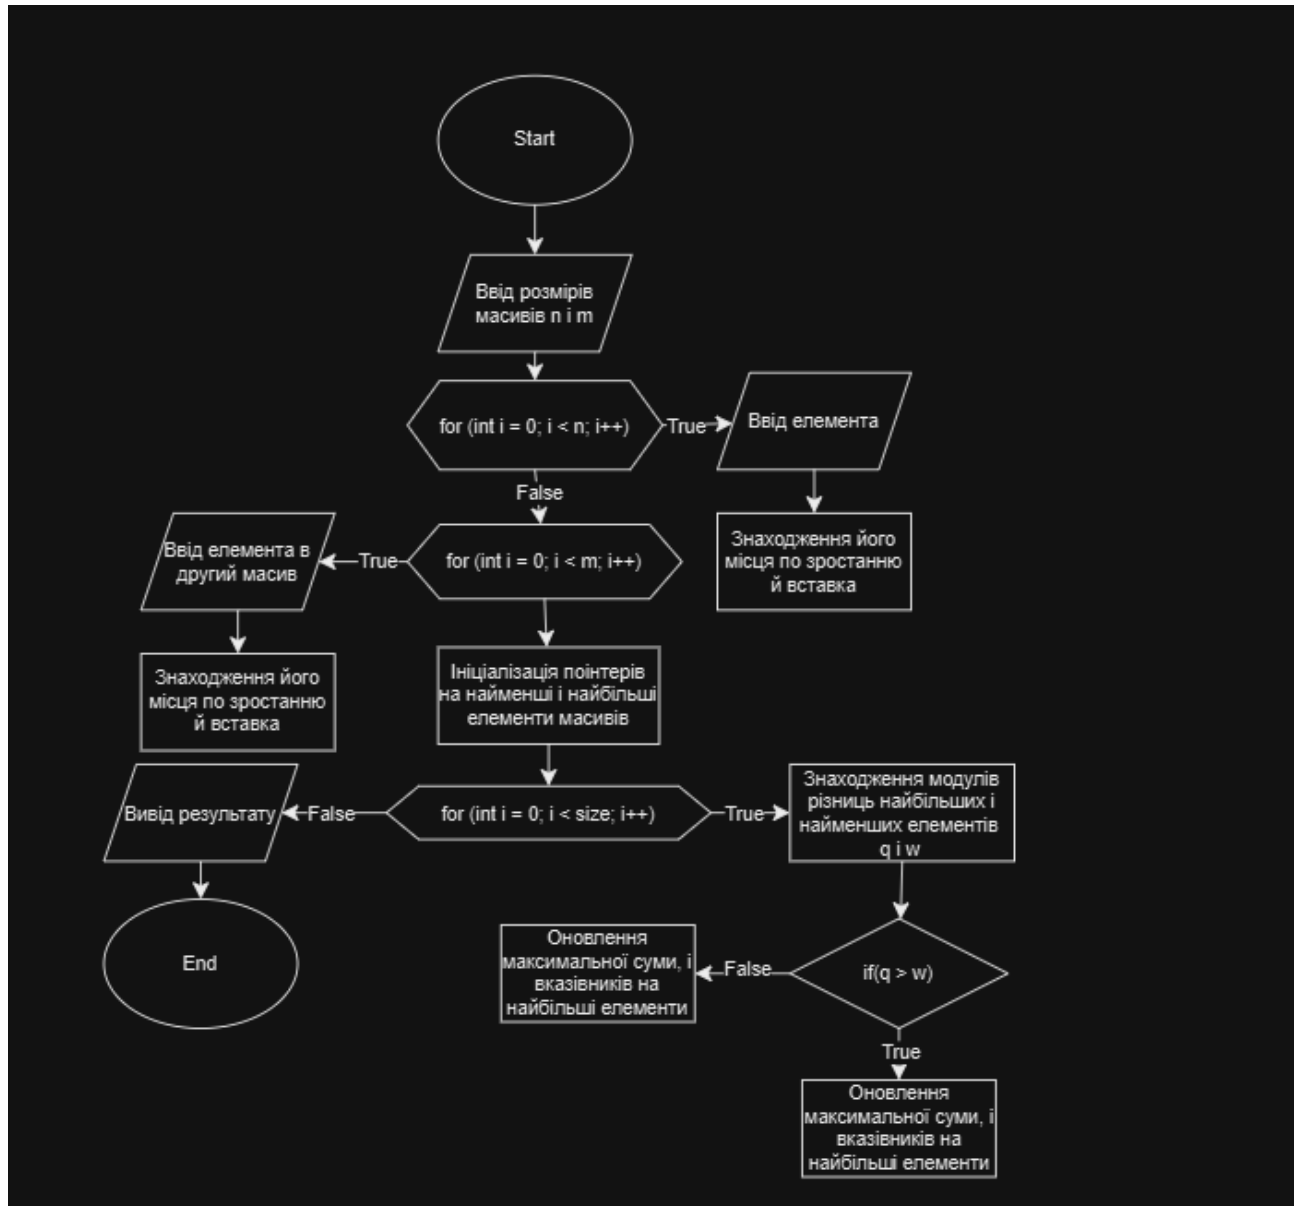 Start
Ввід розмірів
масивів n і m
for (int i = 0; i < n; i++)
True
Ввід елемента
Знаходження його
місця по зростанню
й вставка
False
for (int i = 0; i < m; i++)
True
Ввід елемента в
другий масив
Знаходження його
місця по зростанню
й вставка
Ініціалізація поінтерів
на найменші і найбільші
елементи масивів
for (int i = 0; i < size; i++)
False
Вивід результату
End
True
Знаходження модулів
різниць найбільших і
найменших елементів
q i w
if(q > w)
False
Оновлення
максимальної суми, і
вказівників на
найбільші елементи
True
Оновлення
максимальної суми, і
вказівників на
найбільші елементи